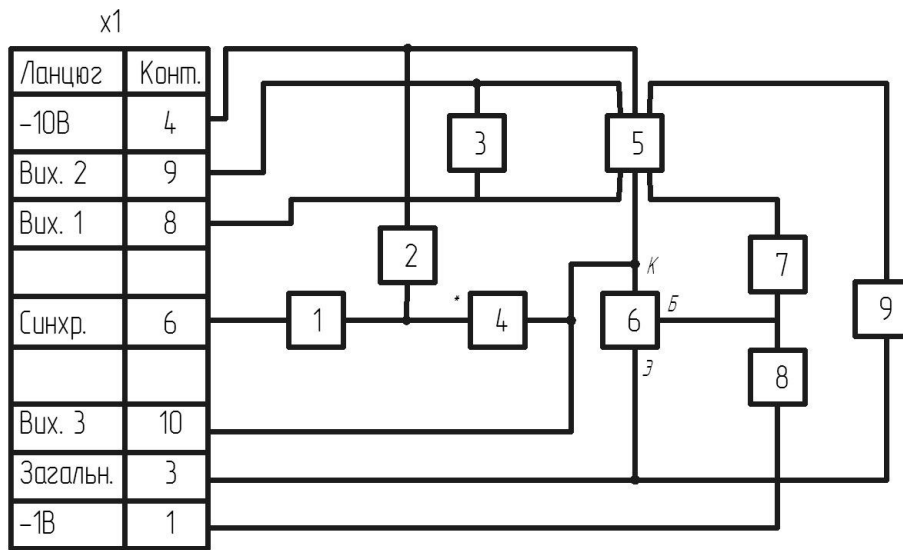 x1
Ланцюг Конт.
-10В 4
Вих. 2 9
Вих. 1 8
Синхр. 6
Вих. 3 10
Загальн. 3
-1В 1
1
2
3
* 4
5
К
6 Б
Э
7
8
9